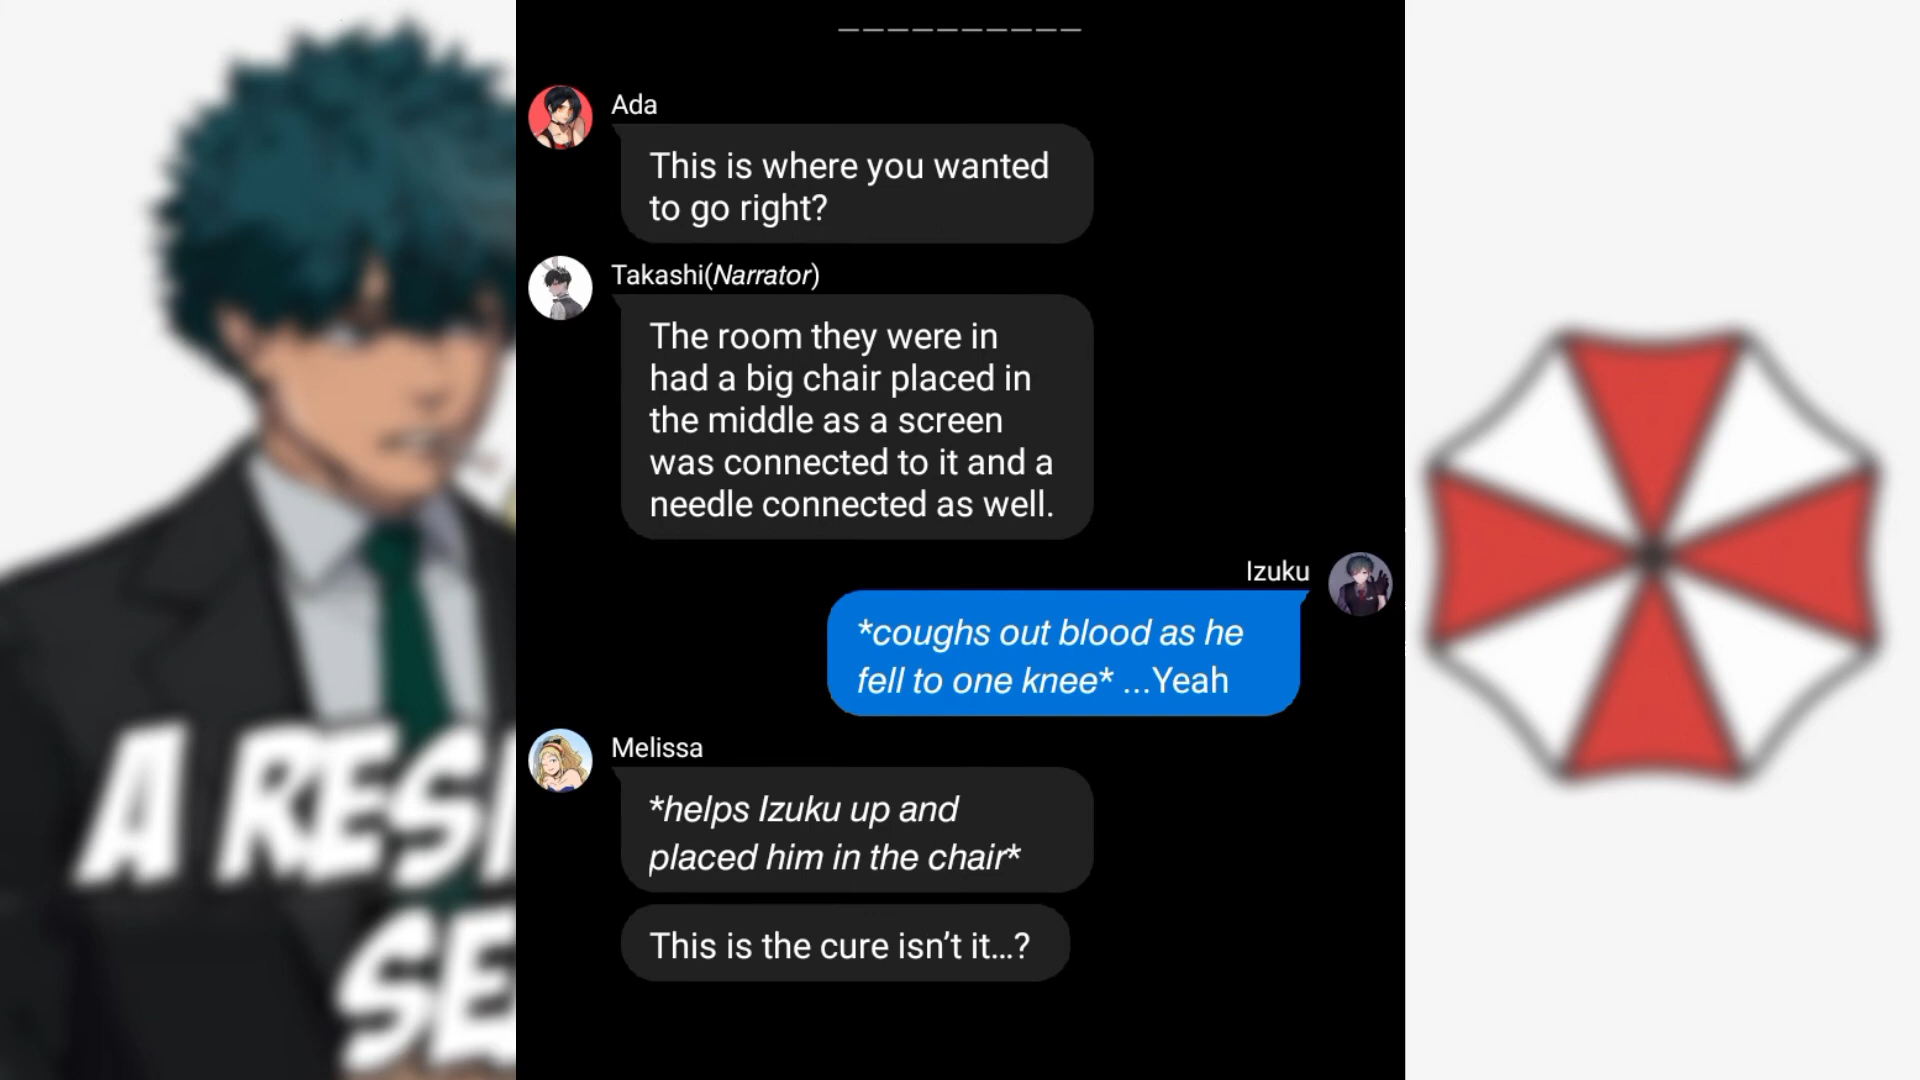 Ada
This is where you wanted
to go right?
Takashi(Narrator)
The room they were in
had a big chair placed in
the middle as a screen
was connected to it and a
needle connected as well.
Izuku
*coughs out blood as he
fell to one knee* ...Yeah
Melissa
*helps Izuku up and
placed him in the chair*
This is the cure isn’t it...?
A RESI
SE